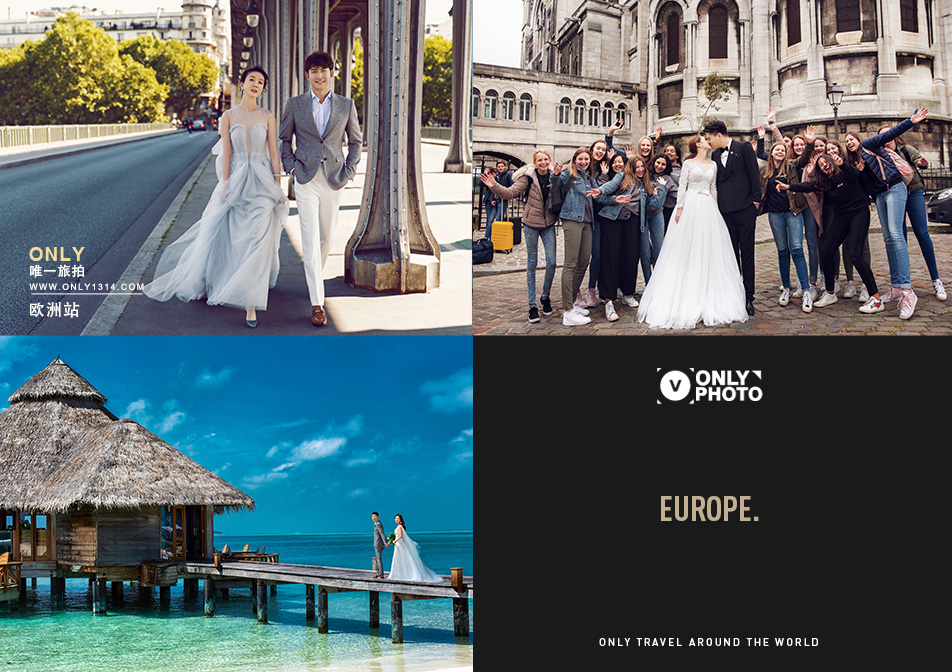 ONLY
唯一旅拍
WWW.ONLY1314.COM
欧洲站
V ONLY
PHOTO
EUROPE.
ONLY TRAVEL AROUND THE WORLD